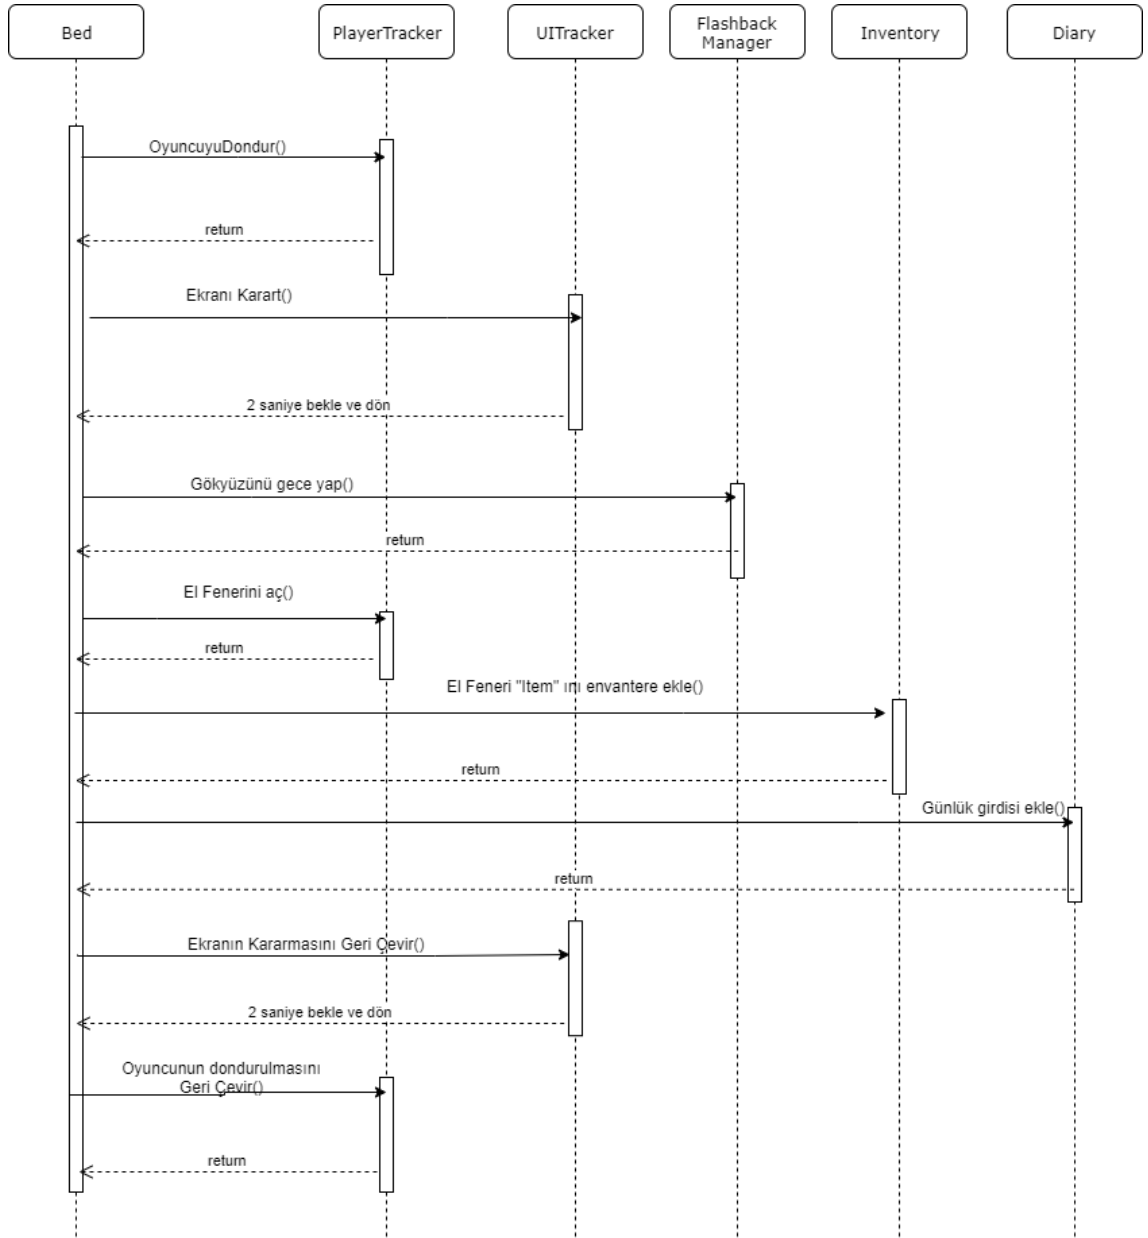 Bed
PlayerTracker
UITracker
Flashback
Manager
Inventory
Diary
OyuncuyuDondur()
return
Ekranı Karart()
2 saniye bekle ve dön
Gökyüzünü gece yap()
return
El Fenerini aç()
return
El Feneri "Item" ını envantere ekle()
return
Günlük girdisi ekle()
return
Ekranın Kararmasını Geri Çevir()
2 saniye bekle ve dön
Oyuncunun dondurulmasını
Geri Çevir()
return